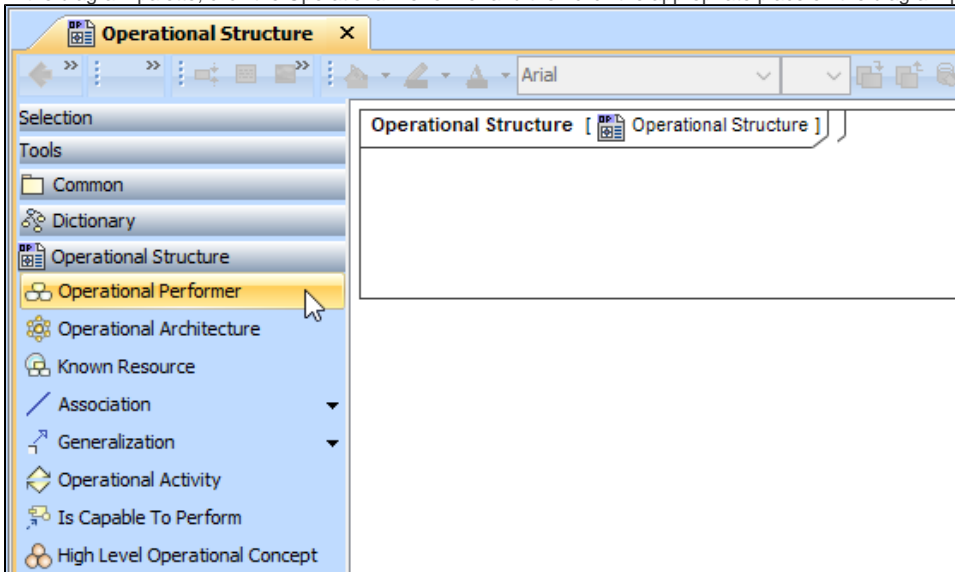 Operational Structure X
Arial
Selection
Tools
Common
Dictionary
Operational Structure
Operational Performer
Operational Architecture
Known Resource
Association
Generalization
Operational Activity
Is Capable To Perform
High Level Operational Concept
Operational Structure [ Operational Structure ]